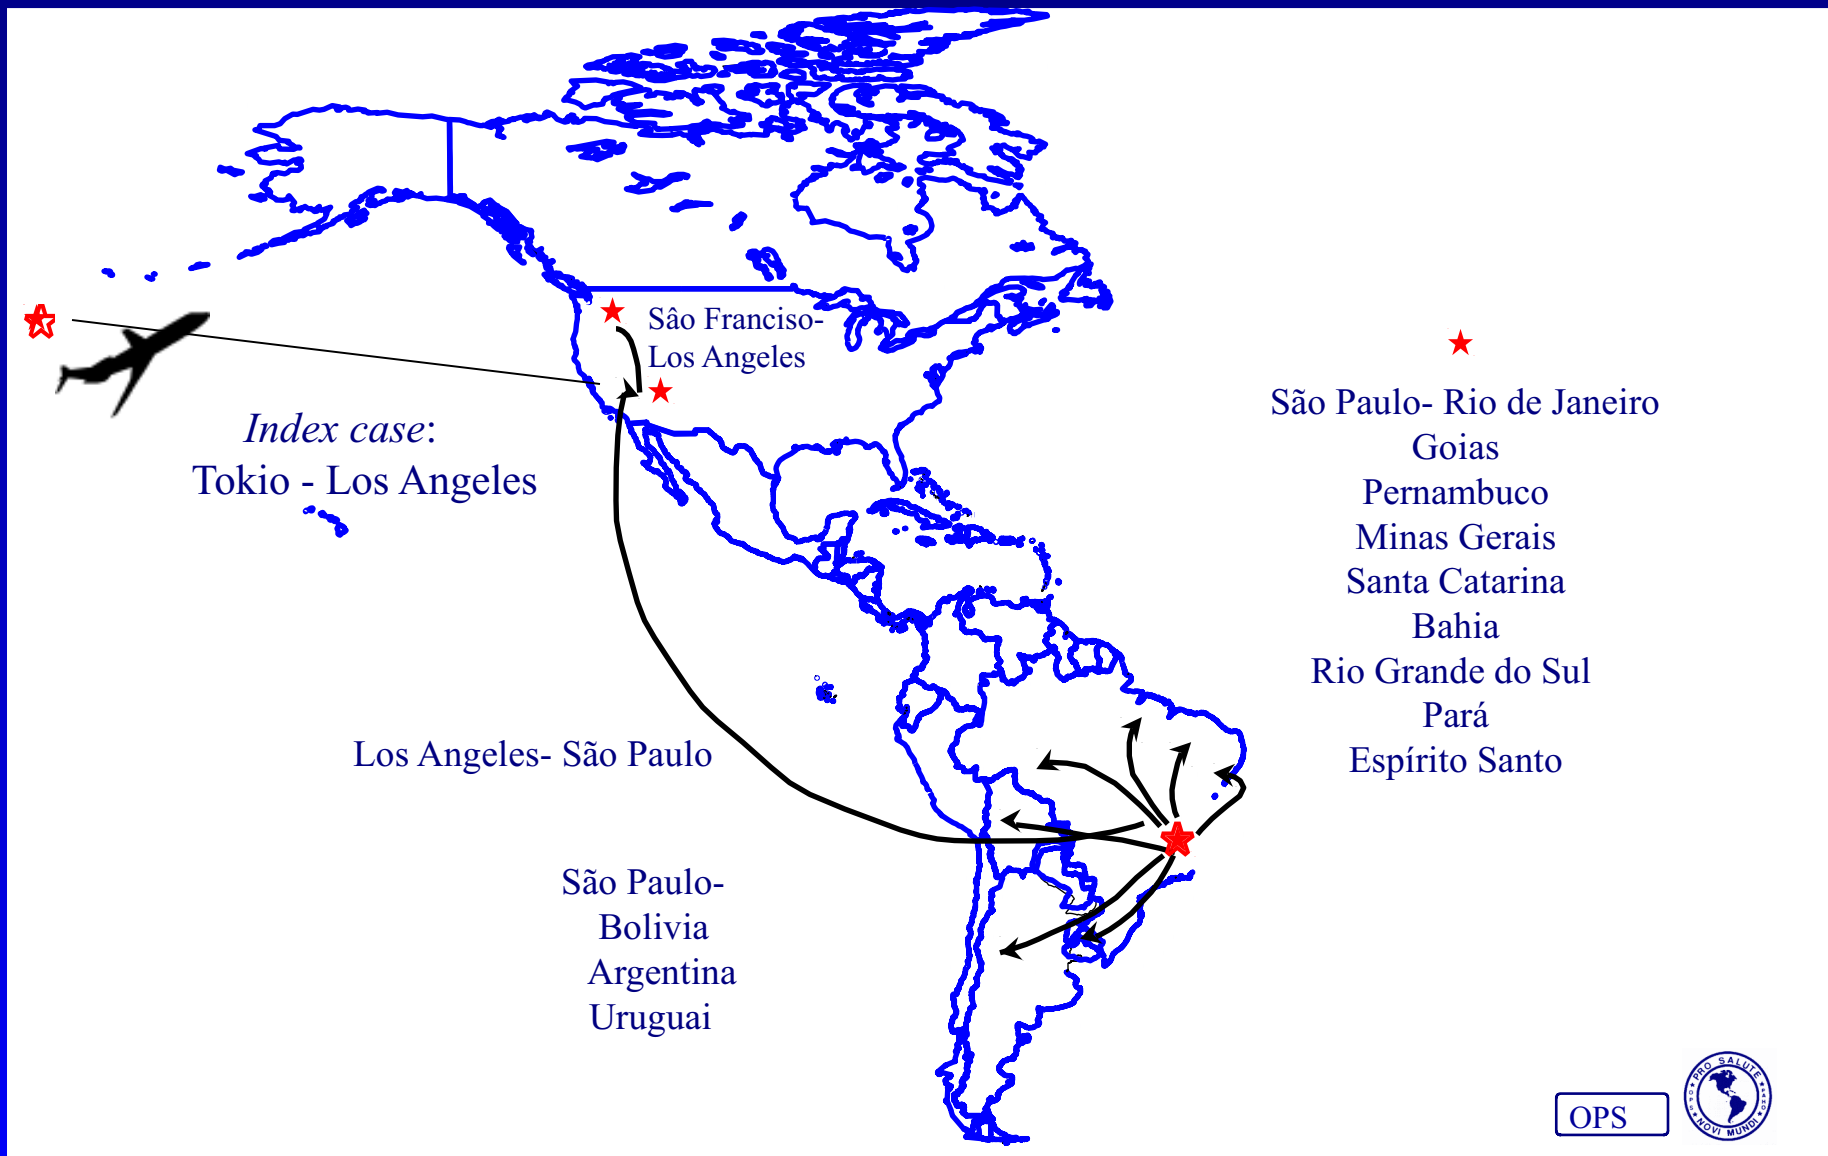 Sâo Franciso-
Los Angeles
Index case:
Tokio - Los Angeles
São Paulo- Rio de Janeiro
Goias
Pernambuco
Minas Gerais
Santa Catarina
Bahia
Rio Grande do Sul
Pará
Espírito Santo
Los Angeles- São Paulo
São Paulo-
Bolivia
Argentina
Uruguai
OPS
PRO SALUTE
NOVI MUNDI